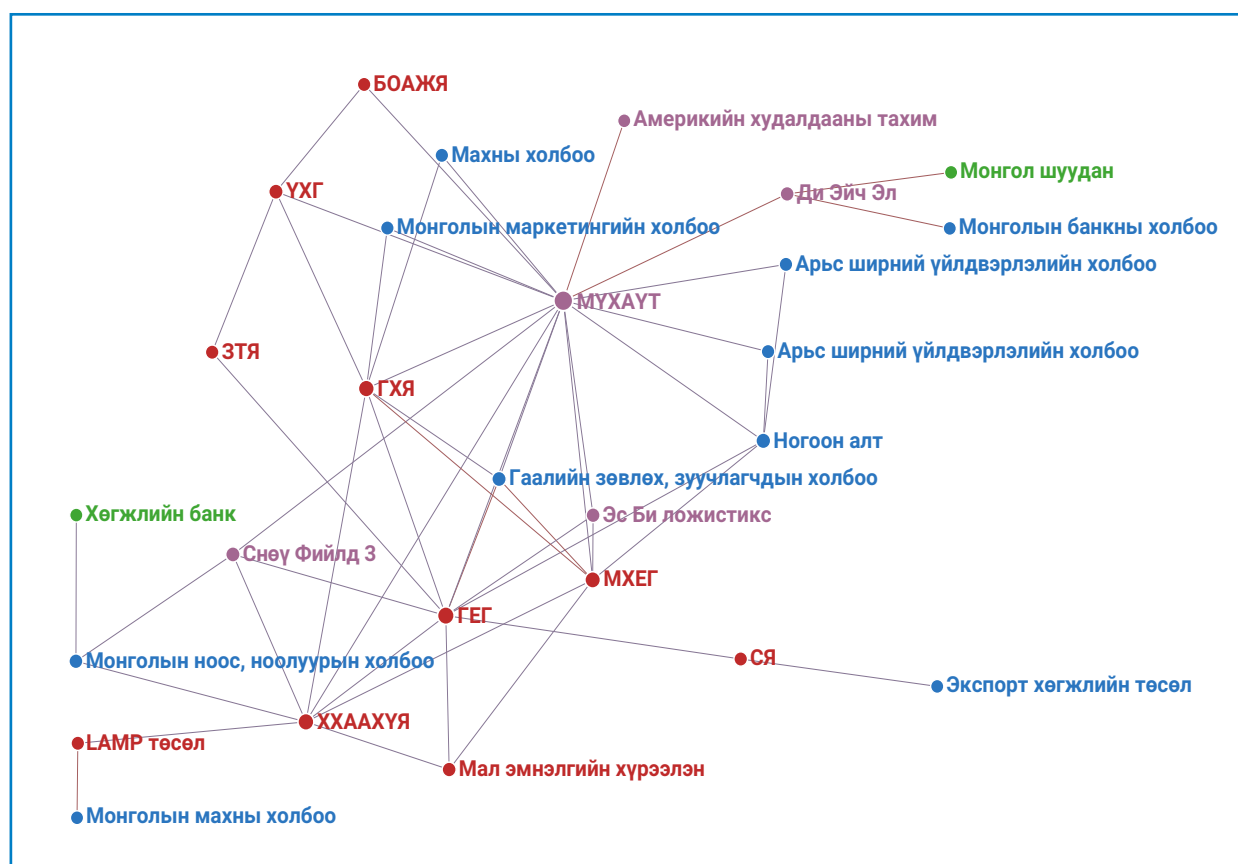 БОАЖЯ
Америкийн худалдааны тахим
Махны холбоо
Монгол шуудан
ҮХГ
Ди Эйч Эл
Монголын маркетингийн холбоо
Монголын банкны холбоо
Арьс ширний үйлдвэрлэлийн холбоо
МҮХАҮТ
ЗТЯ
Арьс ширний үйлдвэрлэлийн холбоо
ГХЯ
Ногоон алт
Гаалийн зөвлөх, зуучлагчдын холбоо
Хөгжлийн банк
Эс Би ложистикс
Снөү Фийлд 3
МХЕГ
ГЕГ
Монголын ноос, ноолуурын холбоо
СЯ
Экспорт хөгжлийн төсөл
ХХААХҮЯ
LAMP төсөл
Мал эмнэлгийн хүрээлэн
Монголын махны холбоо